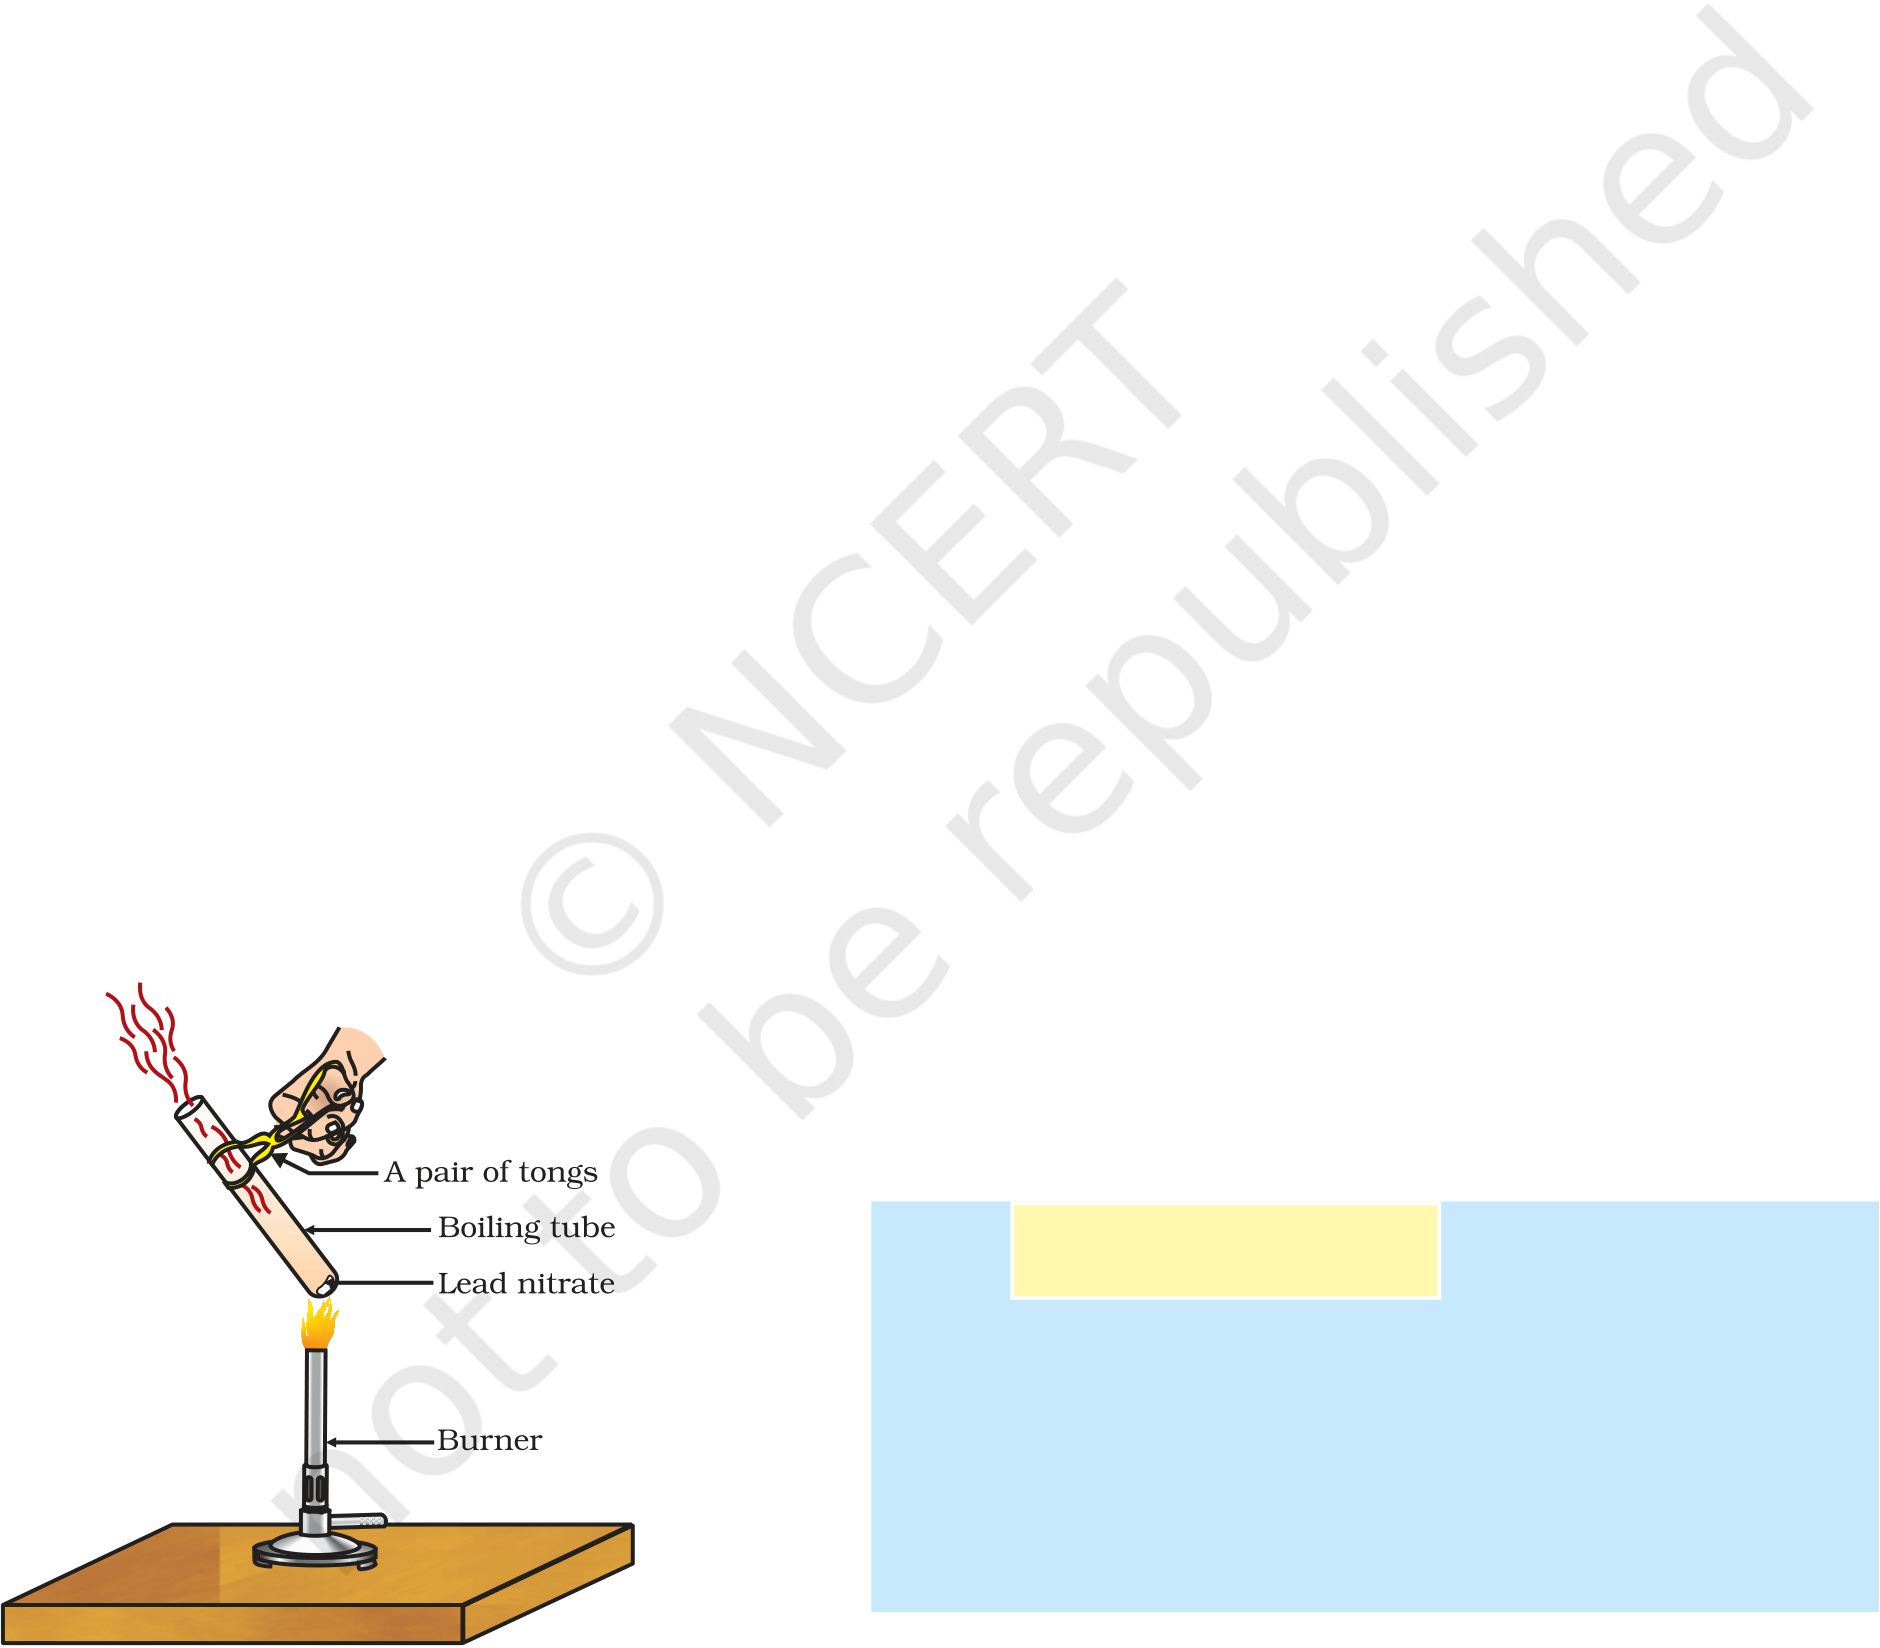 © NCERT
not to be republished
A pair of tongs
Boiling tube
Lead nitrate
Burner